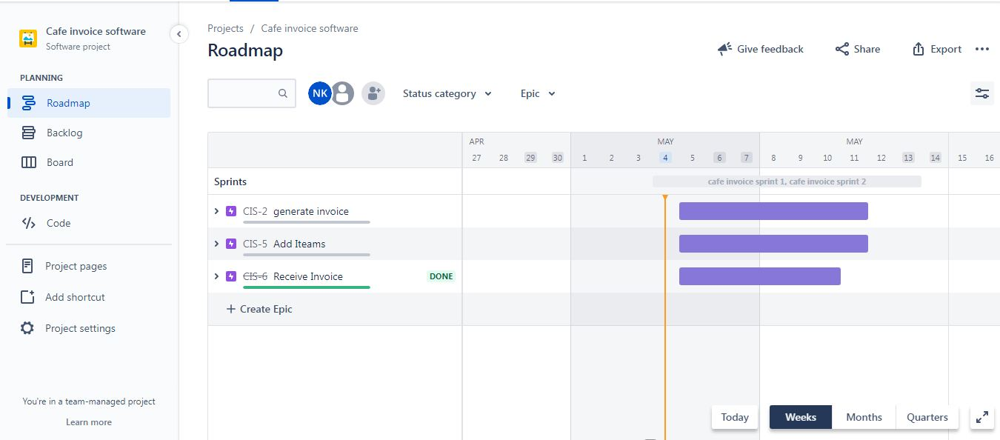 Cafe invoice software
Software project
PLANNING
Roadmap
Backlog
Board
DEVELOPMENT
Code
Project pages
Add shortcut
Project settings
You're in a team-managed project
Learn more
Projects / Cafe invoice software
Roadmap
Give feedback Share Export
NK Status category Epic
APR MAY MAY
27 28 29 30 1 2 3 4 5 6 7 8 9 10 11 12 13 14 15 16
Sprints cafe invoice sprint 1, cafe invoice sprint 2
CIS-2 generate invoice
CIS-5 Add Iteams
CIS-6 Receive Invoice DONE
+ Create Epic
Today Weeks Months Quarters